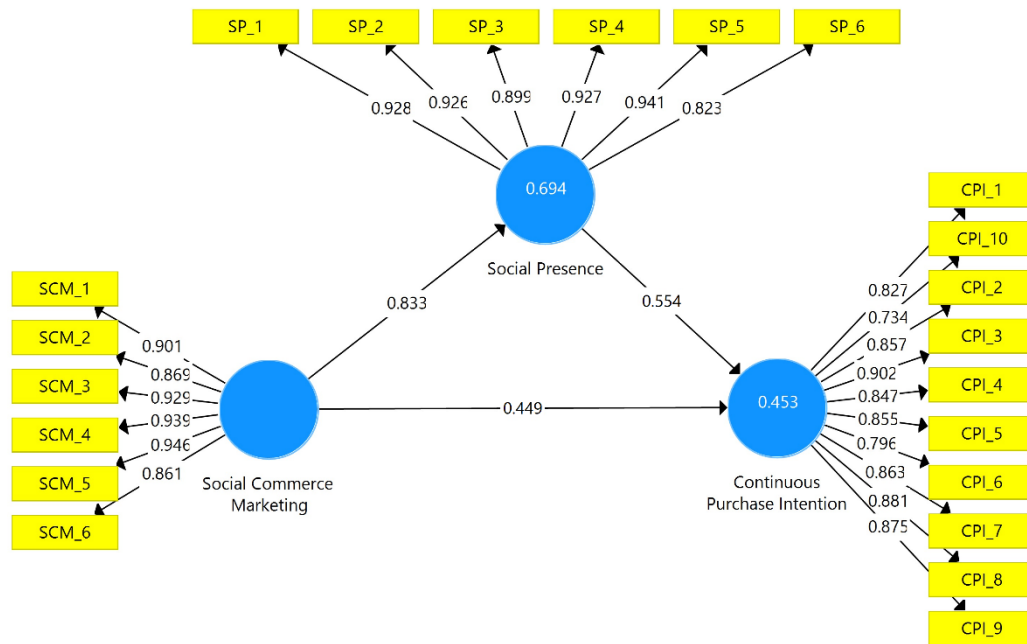 SP_1
SP_2
SP_3
SP_4
SP_5
SP_6
0.928
0.926
0.899
0.927
0.941
0.823
0.694
Social Presence
CPI_1
CPI_10
CPI_2
CPI_3
CPI_4
CPI_5
CPI_6
CPI_7
CPI_8
CPI_9
0.827
0.734
0.857
0.902
0.847
0.855
0.796
0.863
0.881
0.875
0.833
0.554
SCM_1
SCM_2
SCM_3
SCM_4
SCM_5
SCM_6
0.901
0.869
0.929
0.939
0.946
0.861
0.449
0.453
Social Commerce
Marketing
Continuous
Purchase Intention